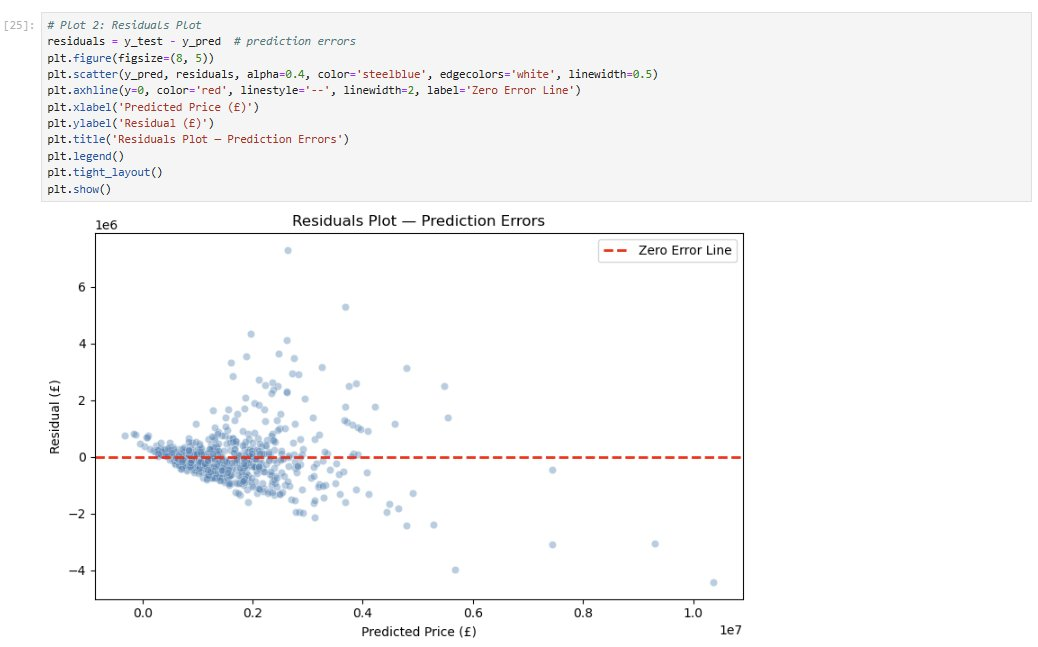 [25]:
# Plot 2: Residuals Plot
residuals = y_test - y_pred  # prediction errors
plt.figure(figsize=(8, 5))
plt.scatter(y_pred, residuals, alpha=0.4, color='steelblue', edgecolors='white', linewidth=0.5)
plt.axhline(y=0, color='red', linestyle='--', linewidth=2, label='Zero Error Line')
plt.xlabel('Predicted Price (£)')
plt.ylabel('Residual (£)')
plt.title('Residuals Plot — Prediction Errors')
plt.legend()
plt.tight_layout()
plt.show()
Residuals Plot — Prediction Errors
1e6
Zero Error Line
6
4
2
0
−2
−4
Residual (£)
0.0 0.2 0.4 0.6 0.8 1.0
1e7
Predicted Price (£)